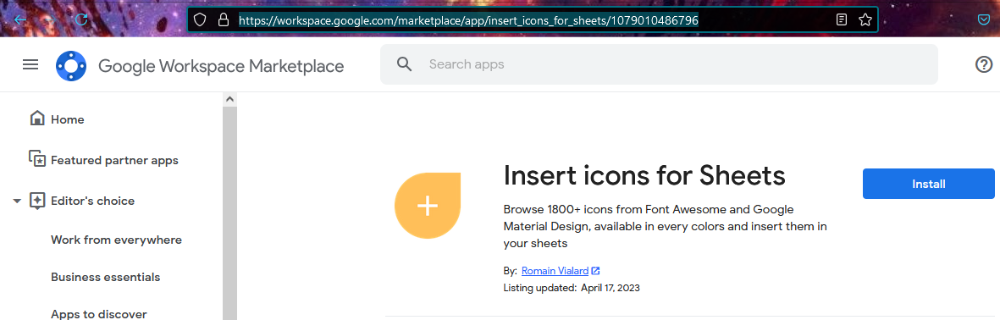 https://workspace.google.com/marketplace/app/insert_icons_for_sheets/1079010486796
Google Workspace Marketplace
Search apps
Home
Featured partner apps
Editor's choice
Work from everywhere
Business essentials
Apps to discover
Insert icons for Sheets
Install
Browse 1800+ icons from Font Awesome and Google
Material Design, available in every colors and insert them in
your sheets
By: Romain Vialard
Listing updated: April 17, 2023